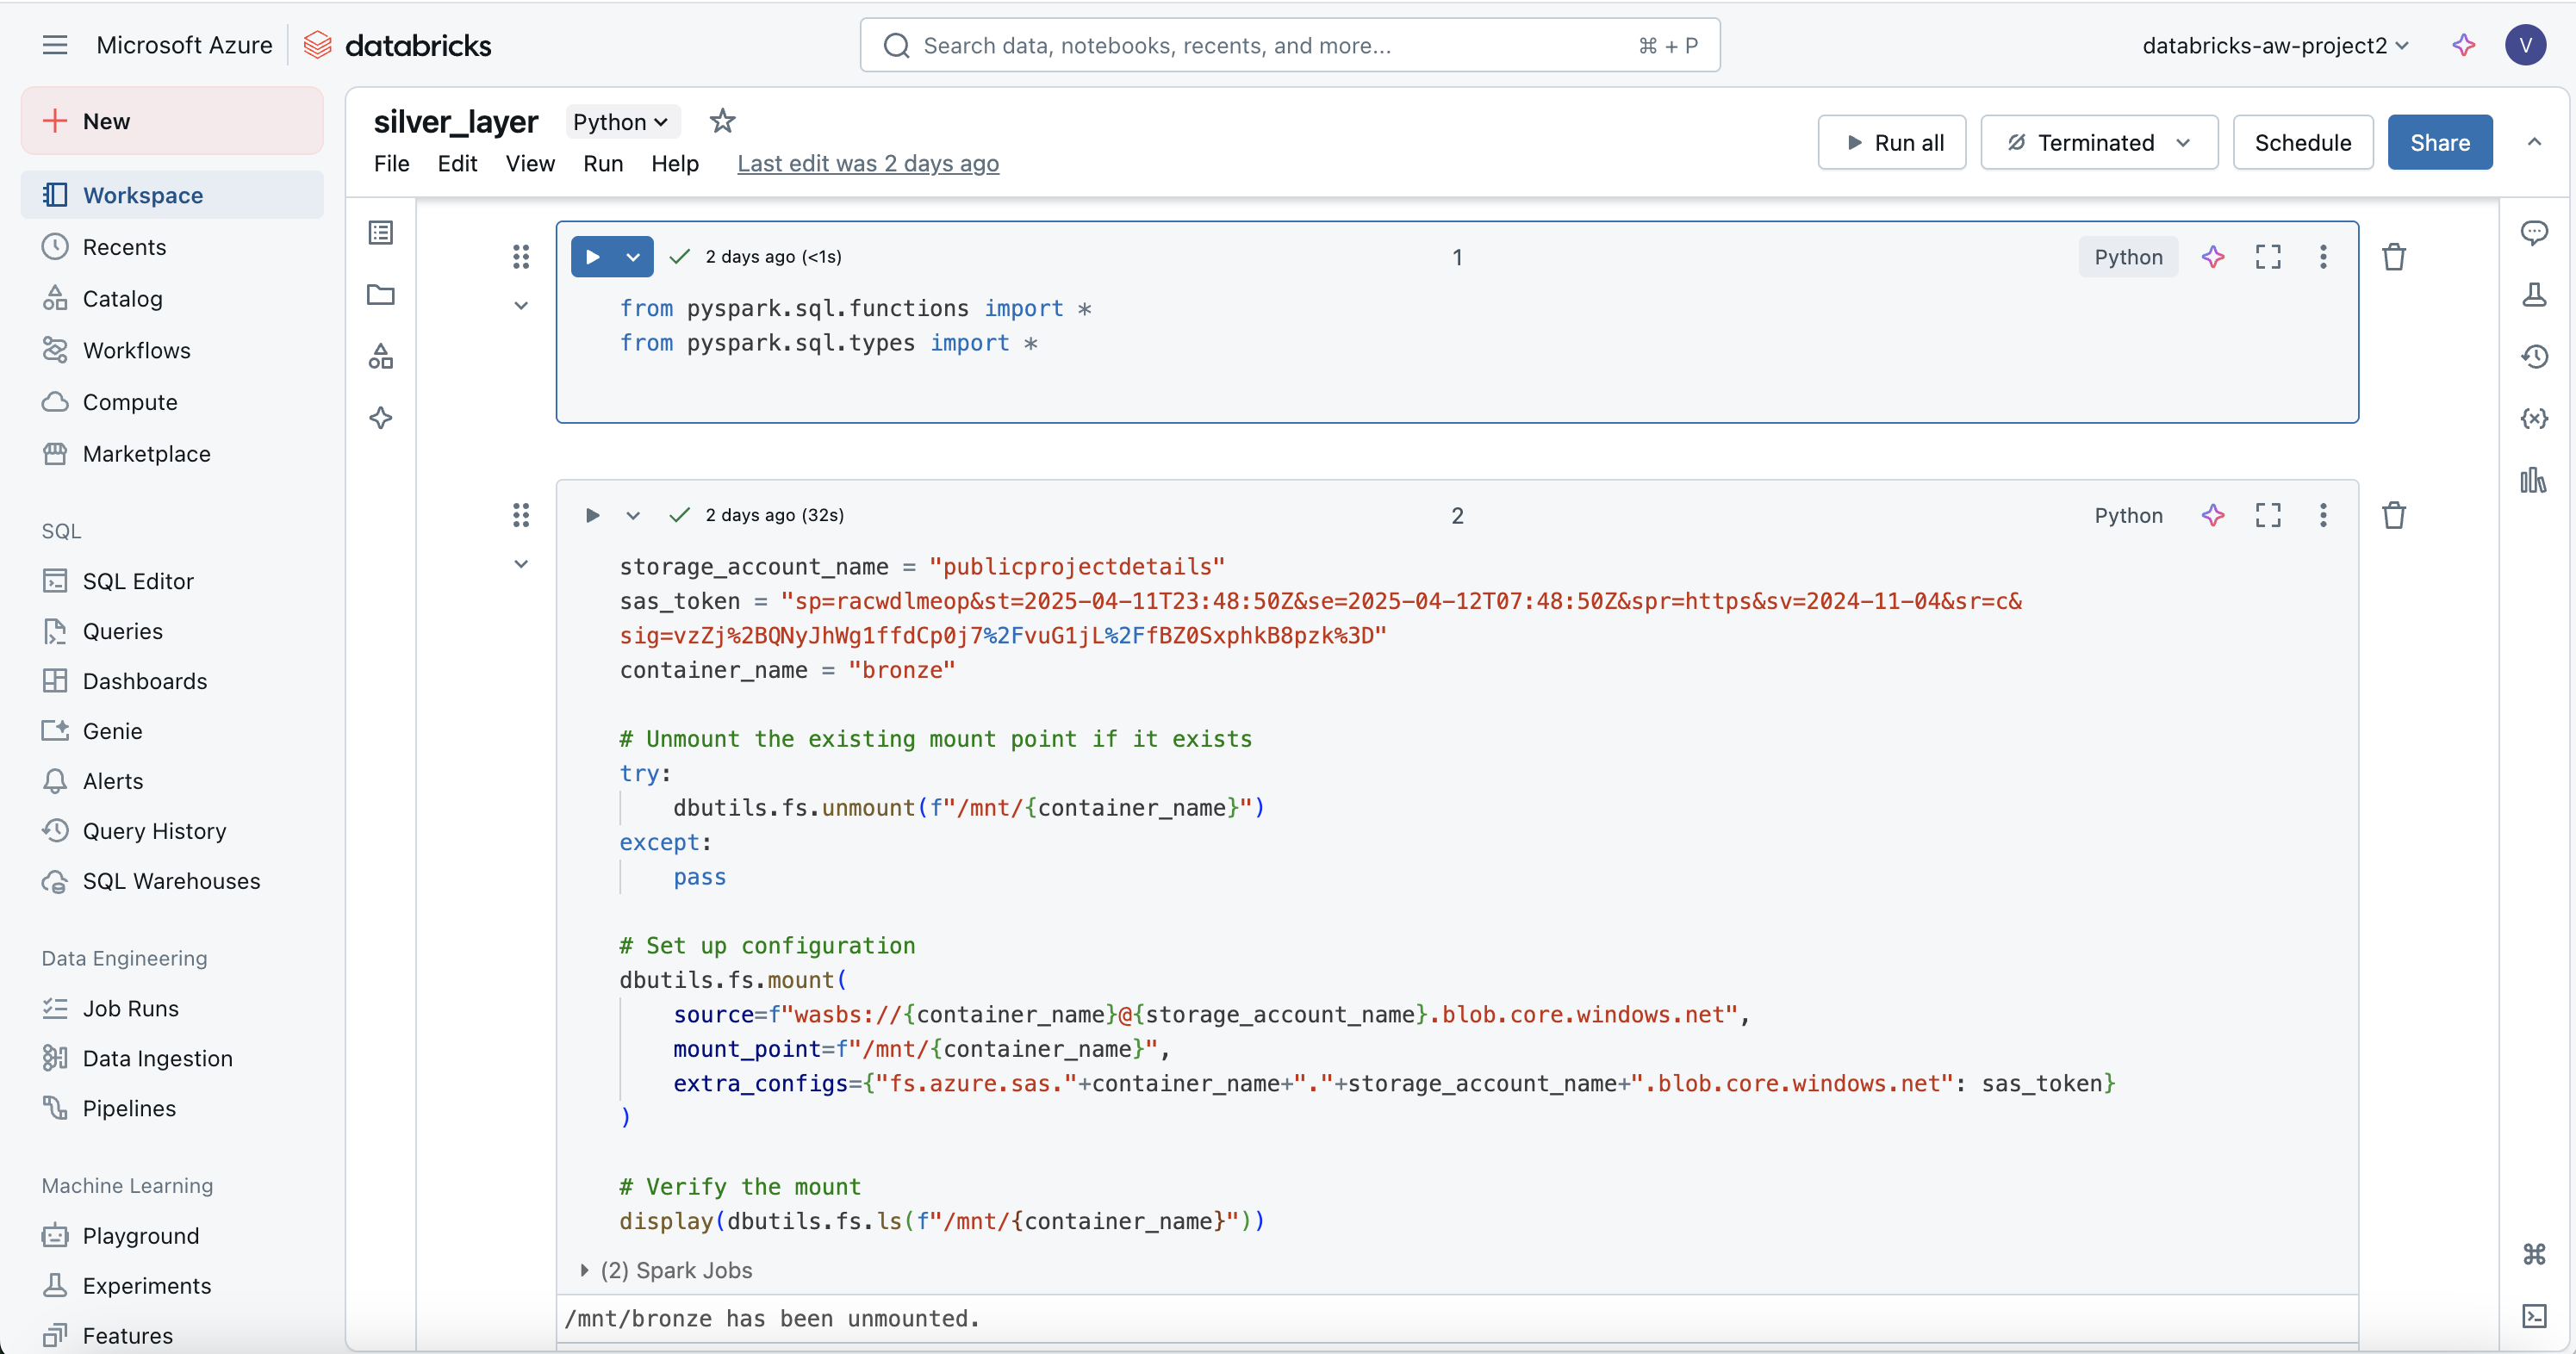 Microsoft Azure databricks
Search data, notebooks, recents, and more... ⌘ + P
databricks-aw-project2
V
New
Workspace
Recents
Catalog
Workflows
Compute
Marketplace
SQL
SQL Editor
Queries
Dashboards
Genie
Alerts
Query History
SQL Warehouses
Data Engineering
Job Runs
Data Ingestion
Pipelines
Machine Learning
Playground
Experiments
Features
silver_layer Python
File Edit View Run Help Last edit was 2 days ago
Run all Terminated Schedule Share
2 days ago (<1s) 1 Python
from pyspark.sql.functions import *
from pyspark.sql.types import *
2 days ago (32s) 2 Python
storage_account_name = "publicprojectdetails"
sas_token = "sp=racwdlmeop&st=2025-04-11T23:48:50Z&se=2025-04-12T07:48:50Z&spr=https&sv=2024-11-04&sr=c&
sig=vzZj%2BQNyJhWg1ffdCp0j7%2FvuG1jL%2FfBZ0SxphkB8pzk%3D"
container_name = "bronze"
# Unmount the existing mount point if it exists
try:
dbutils.fs.unmount(f"/mnt/{container_name}")
except:
pass
# Set up configuration
dbutils.fs.mount(
source=f"wasbs://{container_name}@{storage_account_name}.blob.core.windows.net",
mount_point=f"/mnt/{container_name}",
extra_configs={"fs.azure.sas."+container_name+"."+storage_account_name+".blob.core.windows.net": sas_token}
)
# Verify the mount
display(dbutils.fs.ls(f"/mnt/{container_name}"))
(2) Spark Jobs
/mnt/bronze has been unmounted.